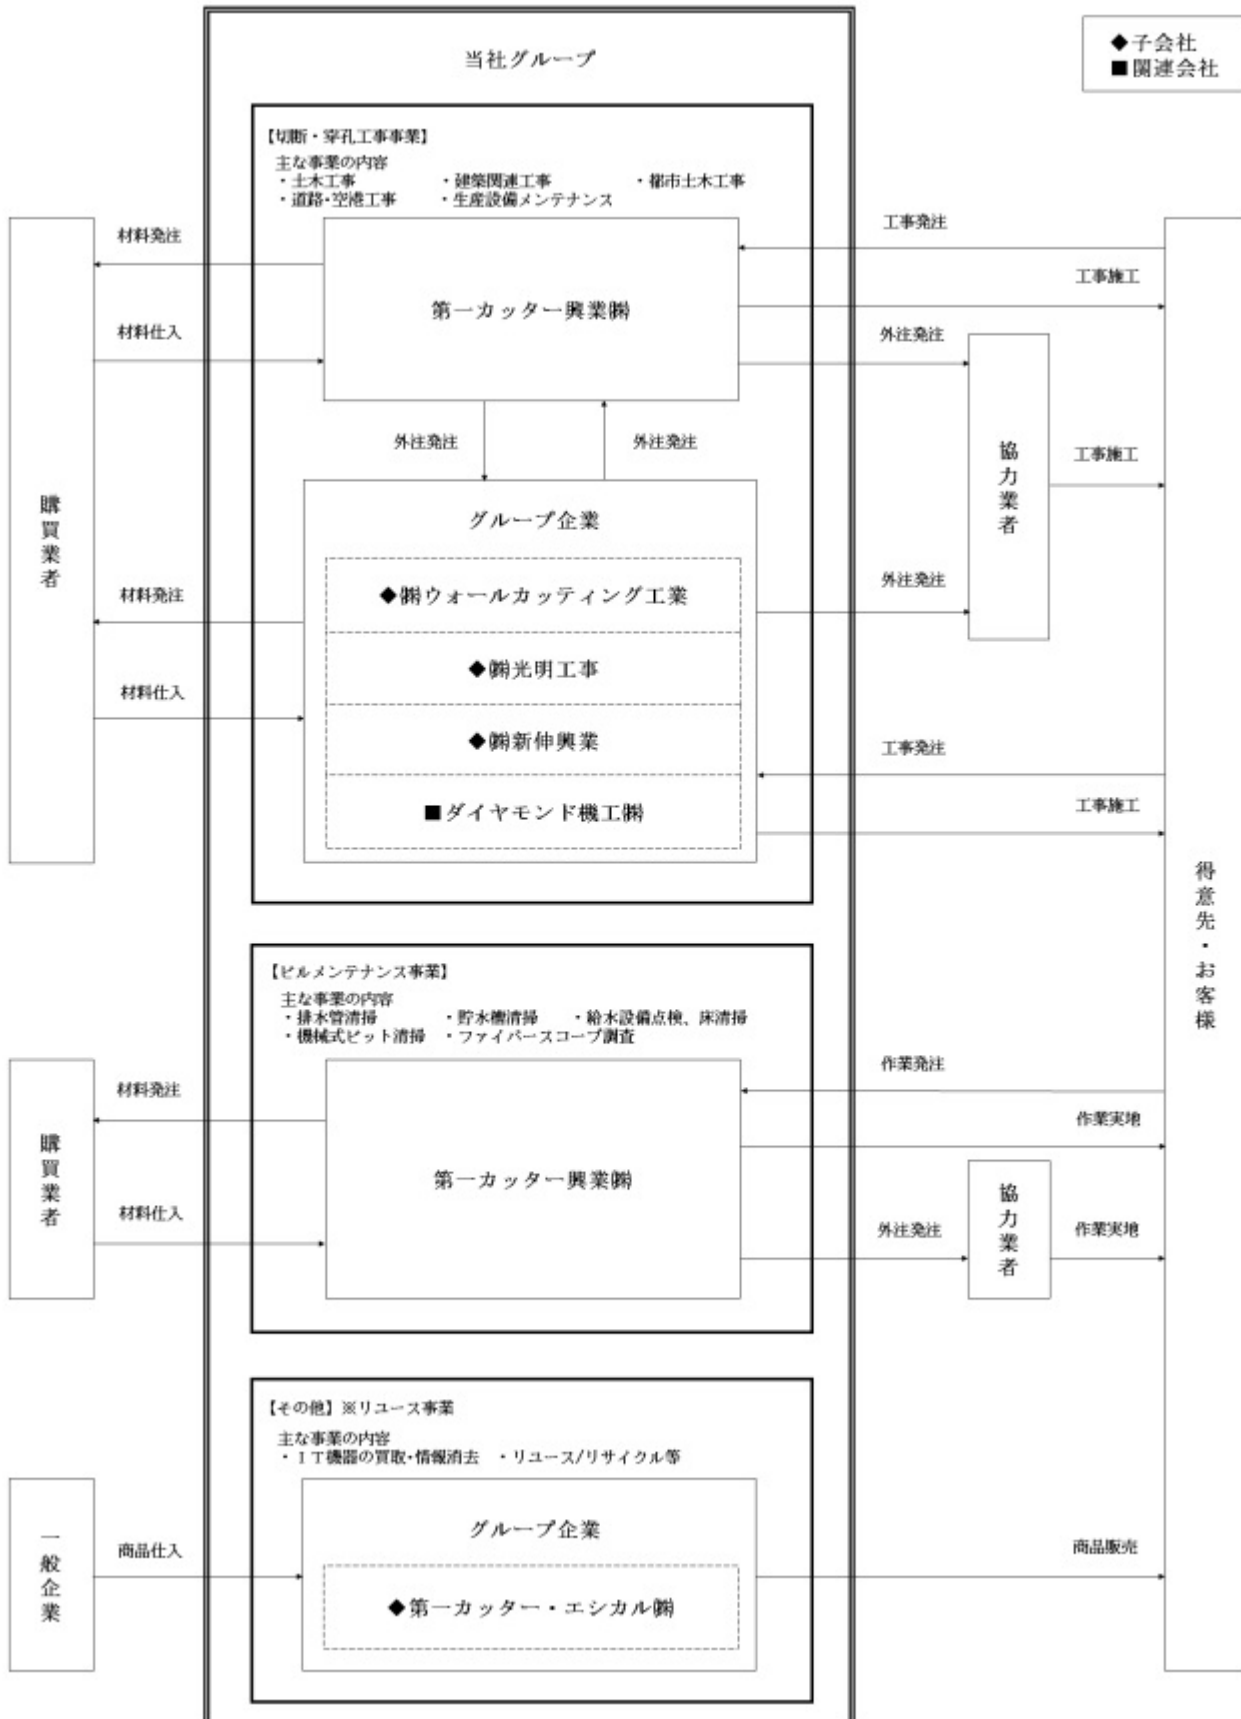 ◆子会社
■関連会社
当社グループ
【切断・穿孔工事事業】
主な事業の内容
・土木工事 ・建築関連工事 ・都市土木工事
・道路・空港工事 ・生産設備メンテナンス
材料発注
工事発注
工事施工
第一カッター興業㈱
材料仕入
外注発注
外注発注
外注発注
協力業者
工事施工
購買業者
グループ企業
◆㈱ウォールカッティング工業
材料発注
外注発注
◆㈱光明工事
材料仕入
◆㈱新伸興業
工事発注
■ダイヤモンド機工㈱
工事施工
得意先・お客様
【ビルメンテナンス事業】
主な事業の内容
・排水管清掃 ・貯水槽清掃 ・給水設備点検、床清掃
・機械式ピット清掃 ・ファイバースコープ調査
材料発注
作業発注
作業実地
購買業者
第一カッター興業㈱
材料仕入
外注発注
協力業者
作業実地
【その他】※リユース事業
主な事業の内容
・ＩＴ機器の買取・情報消去 ・リユース/リサイクル等
グループ企業
一般企業
商品仕入
商品販売
◆第一カッター・エシカル㈱